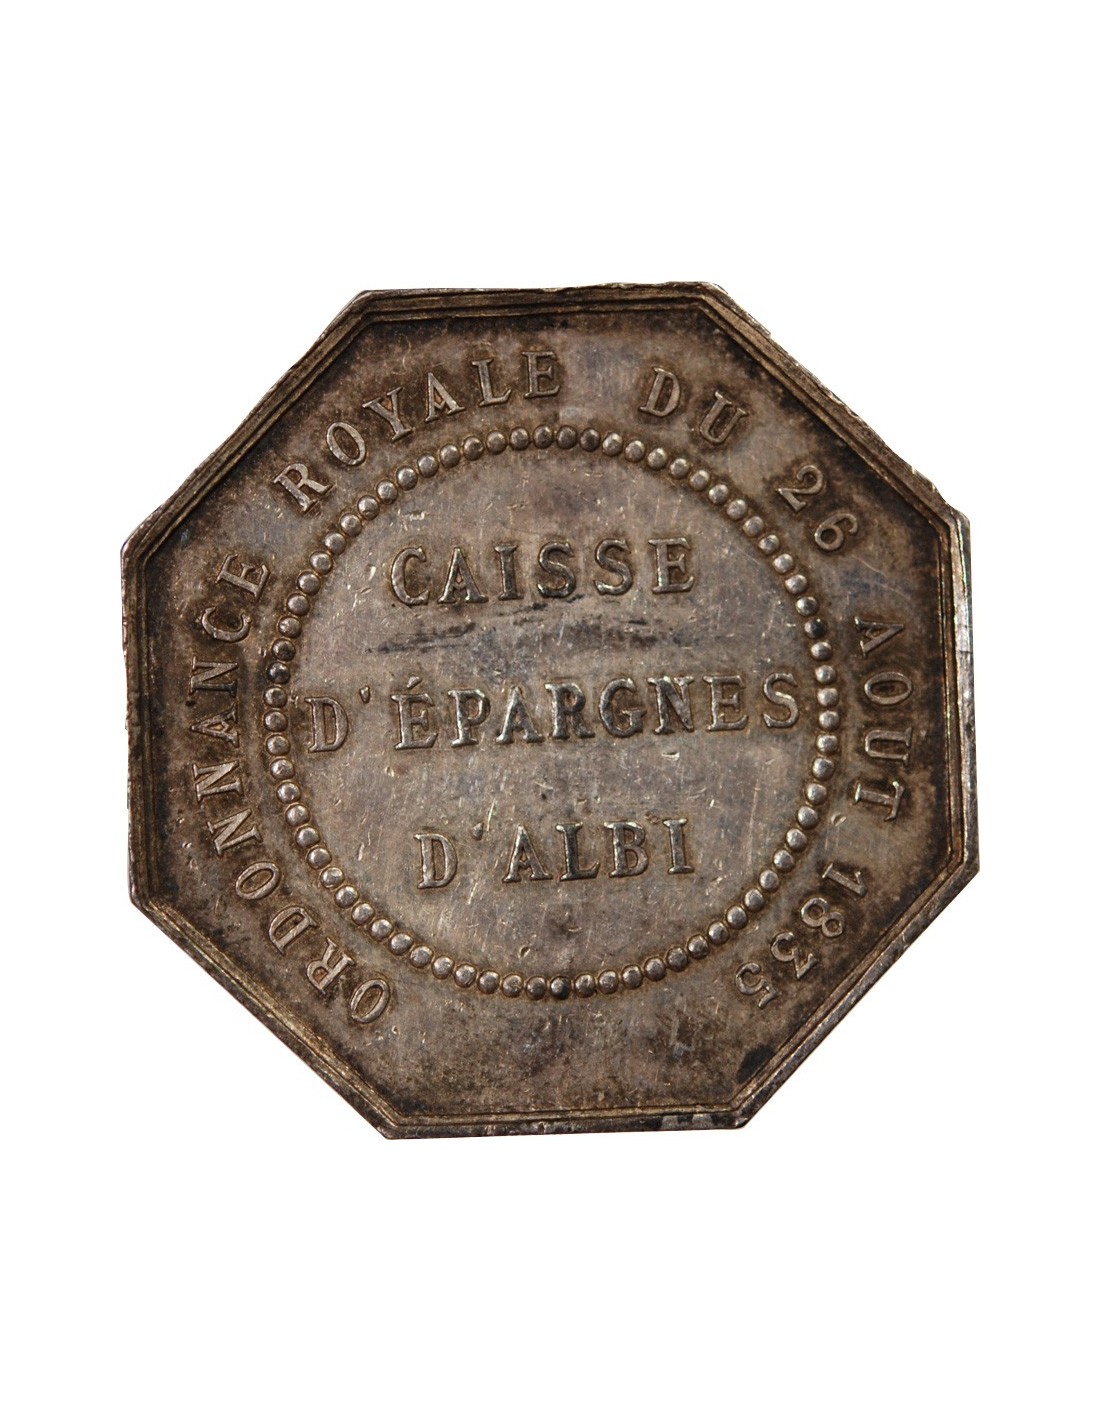 ORDONNANCE ROYALE DU 26 AOUT 1835
CAISSE
D'ÉPARGNES
D'ALBI